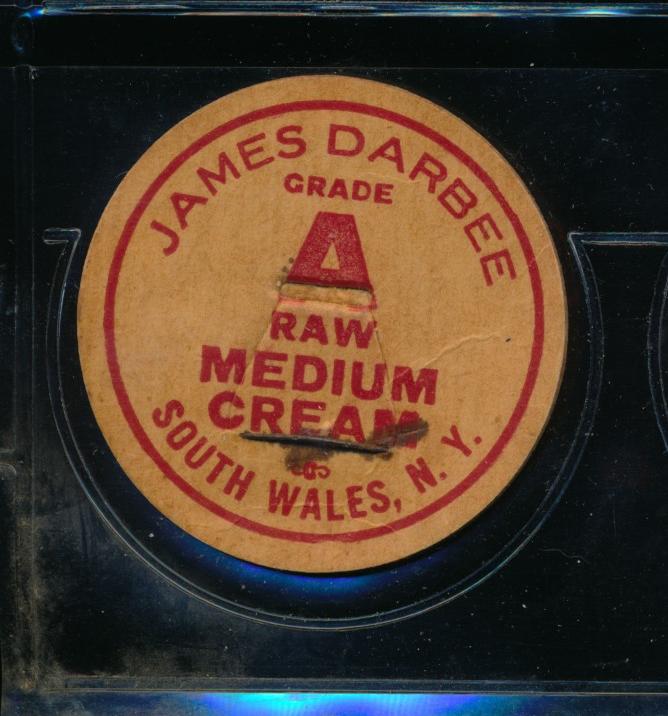 JAMES DARBEE
GRADE
A
RAW
MEDIUM
CREAM
SOUTH WALES, N. Y.